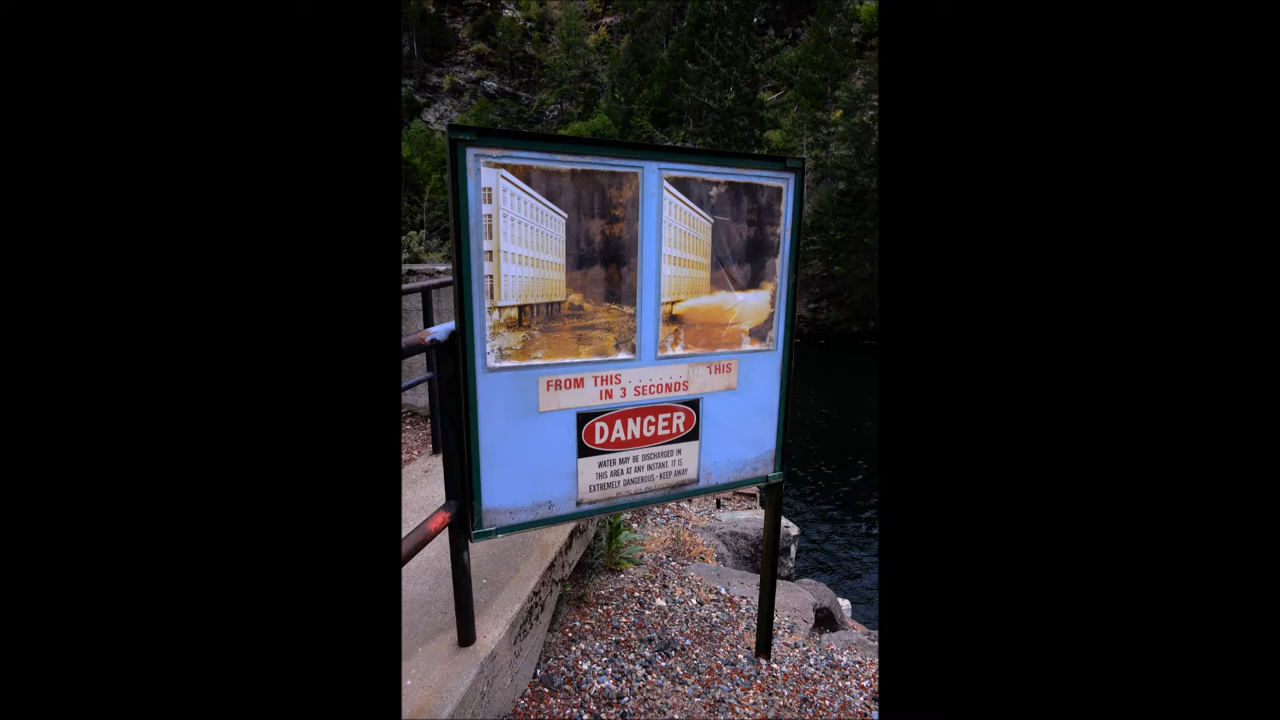 FROM THIS ...... TO THIS
IN 3 SECONDS
DANGER
WATER MAY BE DISCHARGED IN
THIS AREA AT ANY INSTANT. IT IS
EXTREMELY DANGEROUS - KEEP AWAY